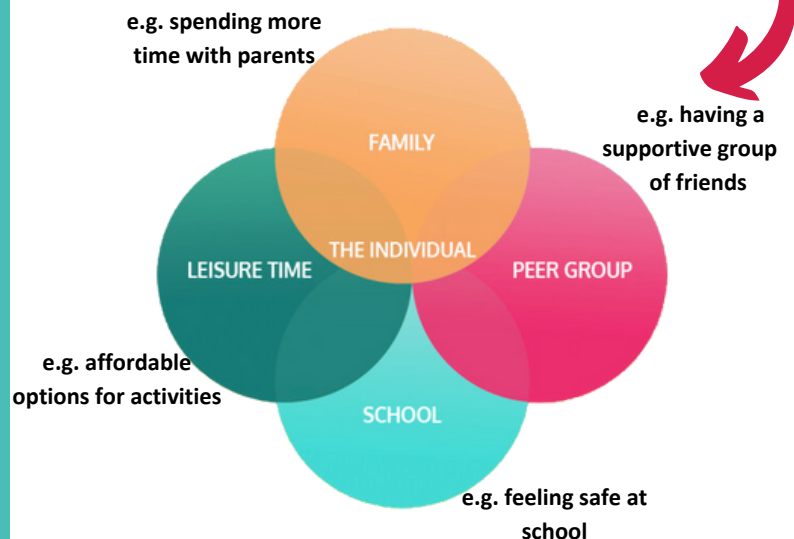 e.g. spending more
time with parents
FAMILY
e.g. having a
supportive group
of friends
THE INDIVIDUAL
LEISURE TIME
PEER GROUP
e.g. affordable
options for activities
SCHOOL
e.g. feeling safe at
school